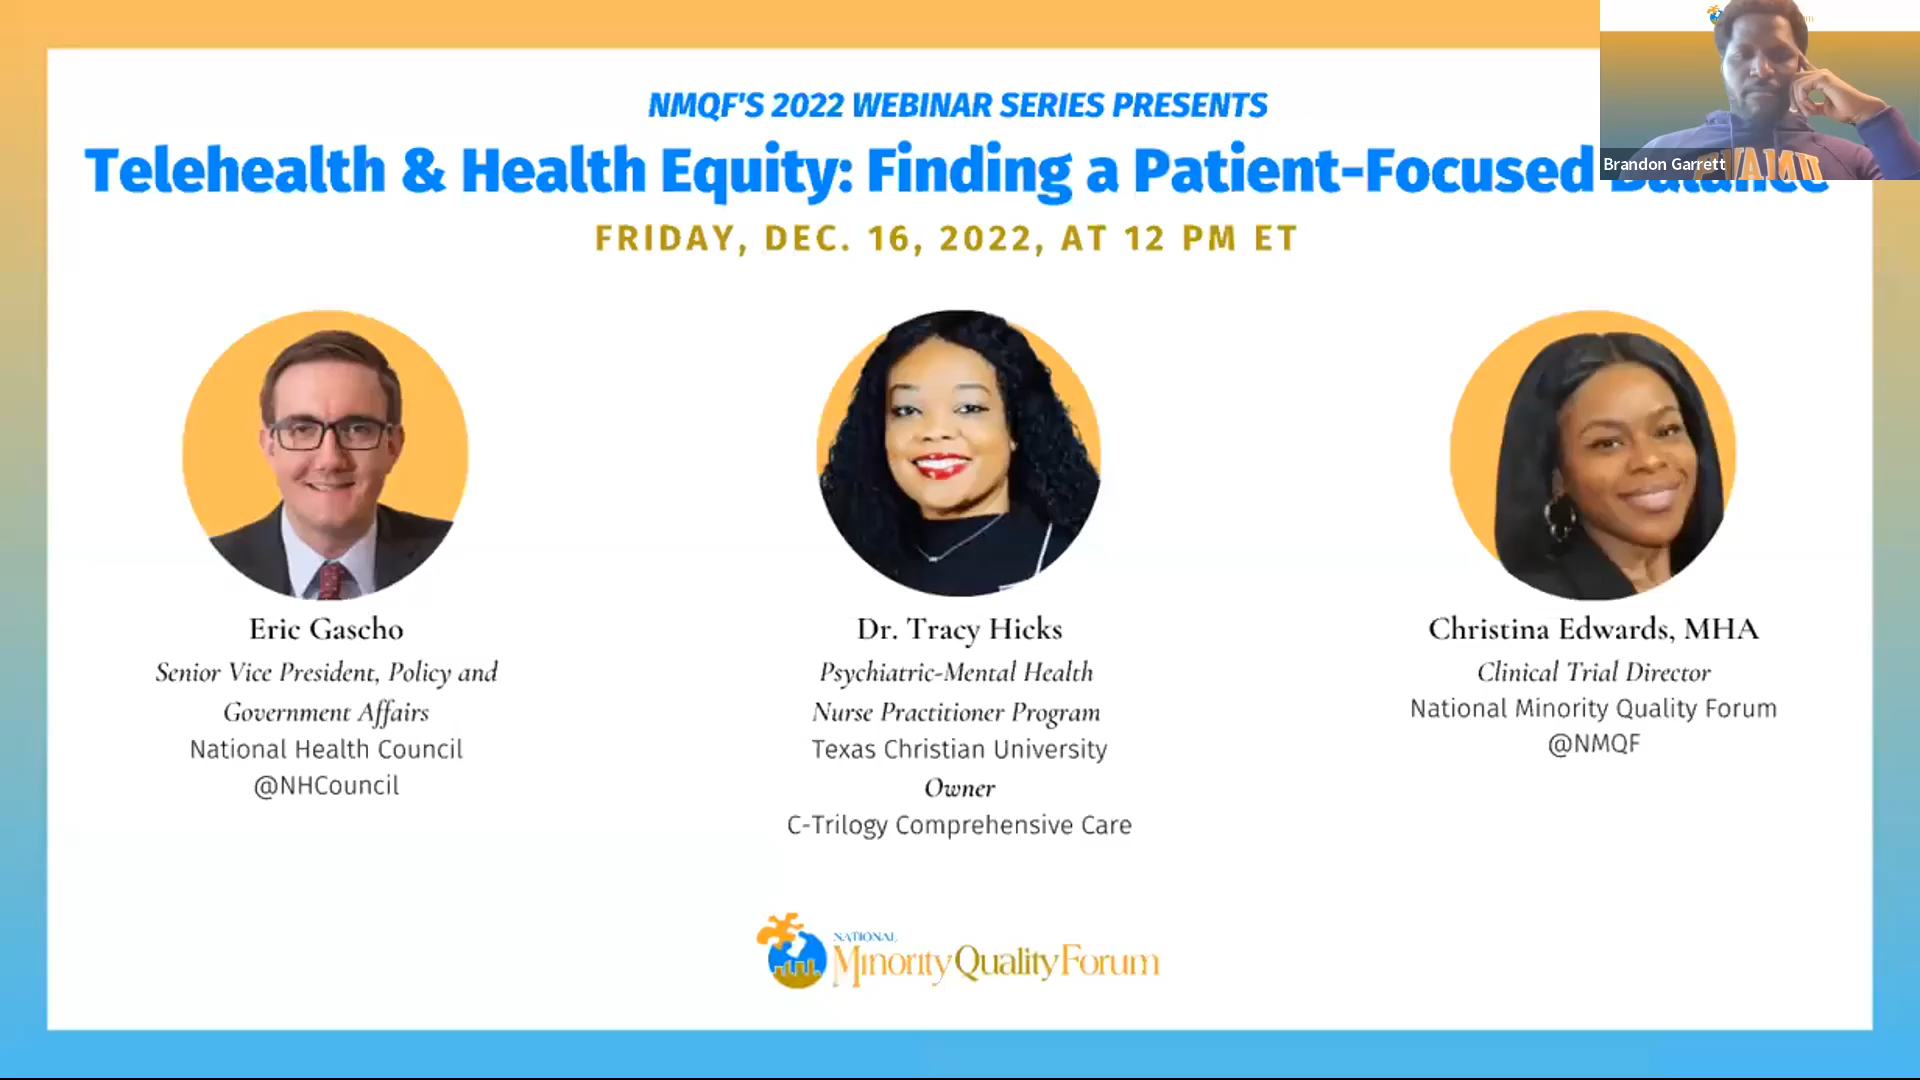 NMQF'S 2022 WEBINAR SERIES PRESENTS
Telehealth & Health Equity: Finding a Patient-Focused Balance
FRIDAY, DEC. 16, 2022, AT 12 PM ET
Brandon Garrett
Eric Gascho
Senior Vice President, Policy and
Government Affairs
National Health Council
@NHCouncil
Dr. Tracy Hicks
Psychiatric-Mental Health
Nurse Practitioner Program
Texas Christian University
Owner
C-Trilogy Comprehensive Care
Christina Edwards, MHA
Clinical Trial Director
National Minority Quality Forum
@NMQF
NATIONAL
Minority Quality Forum